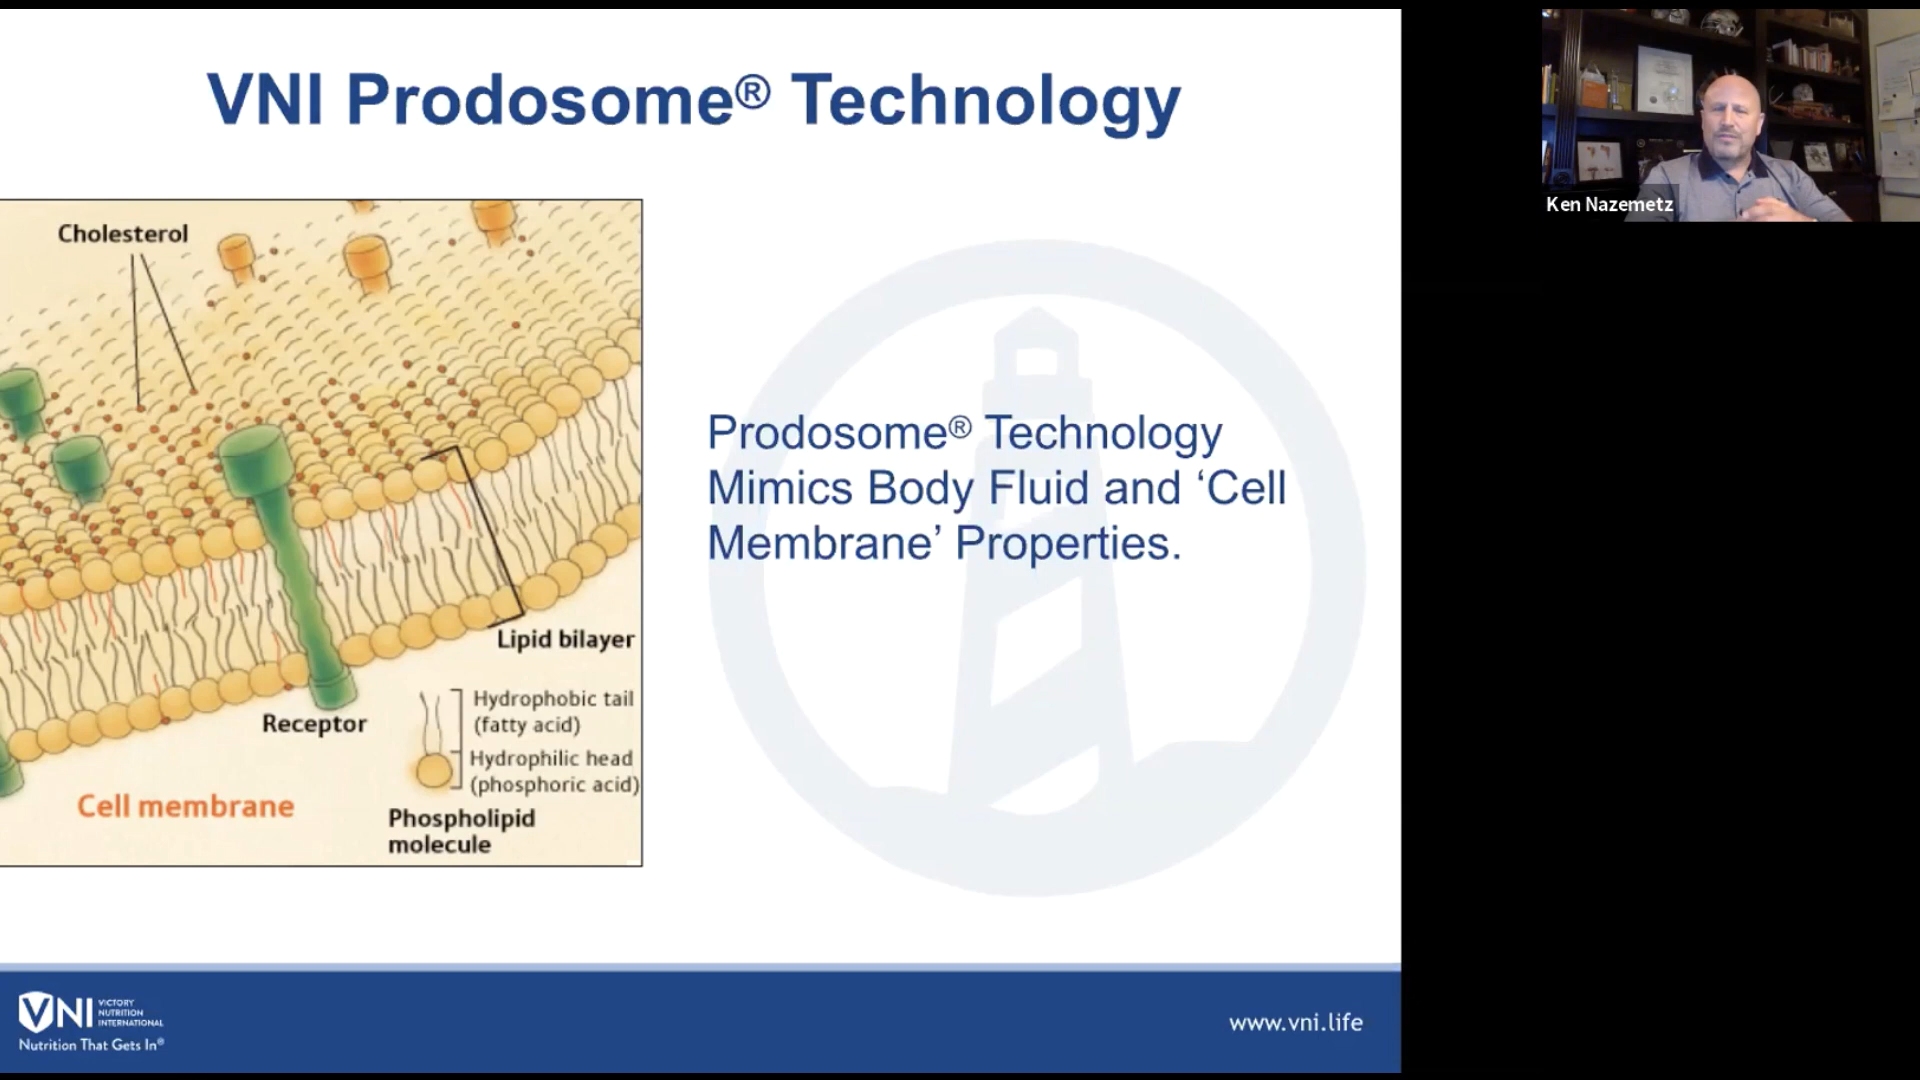 VNI Prodosome® Technology
Ken Nazemetz
Cholesterol
Prodosome® Technology
Mimics Body Fluid and ‘Cell
Membrane’ Properties.
Lipid bilayer
Receptor
Hydrophobic tail
(fatty acid)
Hydrophilic head
(phosphoric acid)
Cell membrane
Phospholipid
molecule
VNI VICTORY
NUTRITION
INTERNATIONAL
Nutrition That Gets In®
www.vni.life